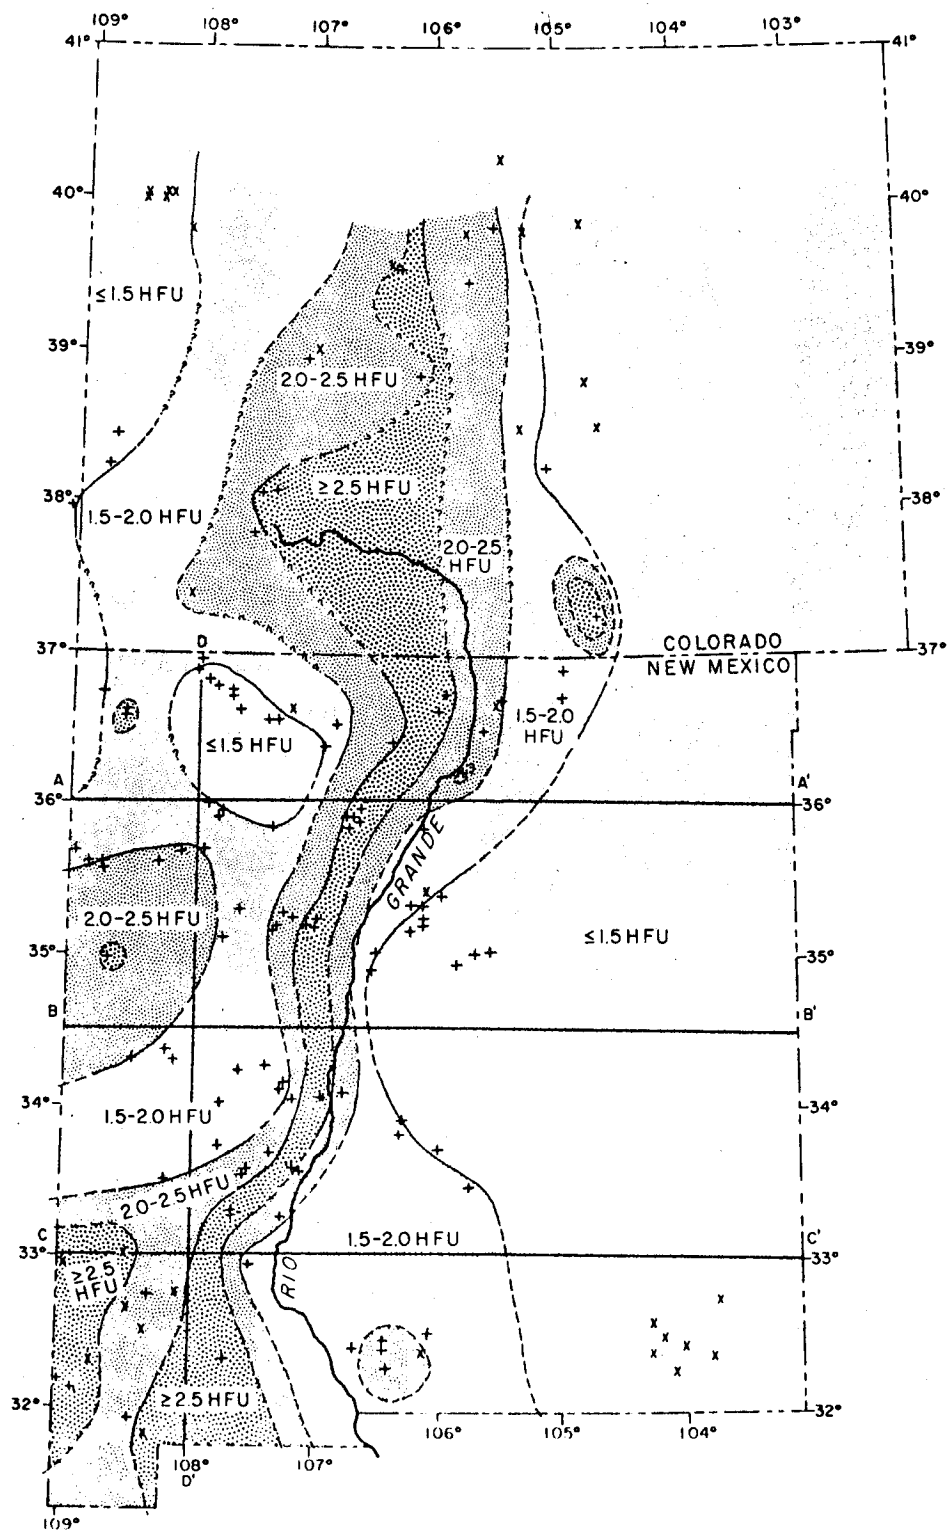 109° 108° 107° 106° 105° 104° 103°
41° 41°
40° 40°
≤1.5 HFU
39° 39°
2.0-2.5 HFU
≥2.5 HFU
38° 38°
1.5-2.0 HFU
2.0-2.5
HFU
D
37° COLORADO 37°
NEW MEXICO
1.5-2.0
HFU
≤1.5 HFU
A A'
36° 36°
GRANDE
2.0-2.5 HFU
≤1.5 HFU
35° 35°
B B'
34° 34°
1.5-2.0 HFU
2.0-2.5 HFU
C 1.5-2.0 HFU C'
33° 33°
≥2.5
HFU
RIO
32° ≥2.5 HFU 32°
106° 105° 104°
108° 107°
D'
109°